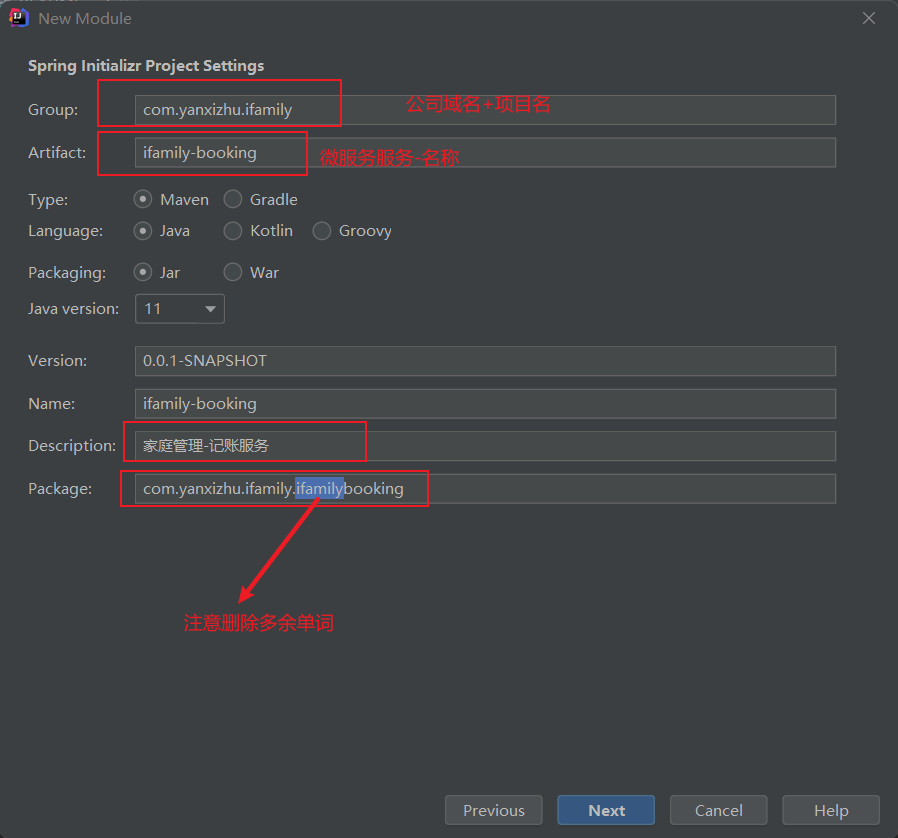 New Module
Spring Initializr Project Settings
Group: com.yanxizhu.ifamily 公司域名+项目名
Artifact: ifamily-booking 微服务服务-名称
Type: Maven Gradle
Language: Java Kotlin Groovy
Packaging: Jar War
Java version: 11
Version: 0.0.1-SNAPSHOT
Name: ifamily-booking
Description: 家庭管理-记账服务
Package: com.yanxizhu.ifamily.ifamilybooking
注意删除多余单词
Previous Next Cancel Help